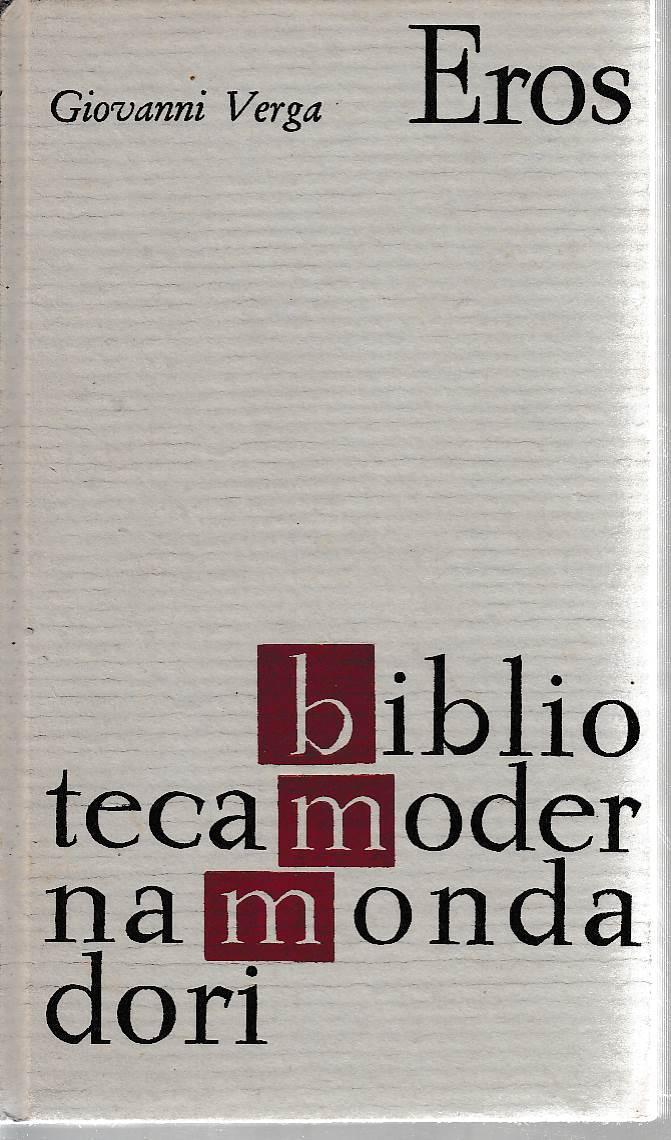 Giovanni Verga
Eros
biblio
tecamoder
namonda
dori